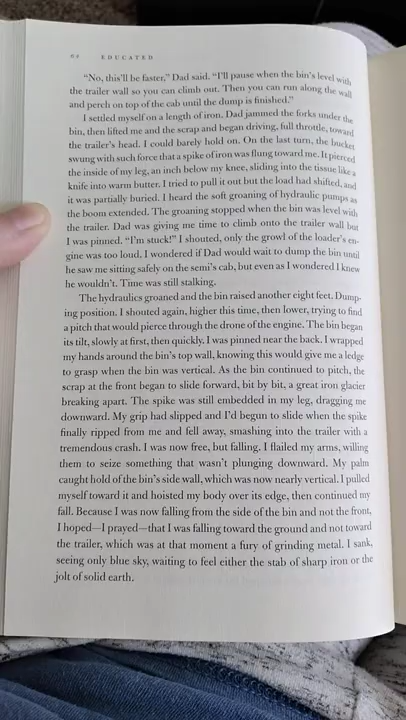 EDUCATED
"No, this'll be faster," Dad said. "I'll pause when the bin's level with
the trailer wall so you can climb out. Then you can run along the wall
and perch on top of the cab until the dump is finished."
I settled myself on a length of iron. Dad jammed the forks under the
bin, then lifted me and the scrap and began driving, full throttle, toward
the trailer's head. I could barely hold on. On the last turn, the bucket
swung with such force that a spike of iron was flung toward me. It pierced
the inside of my leg, an inch below my knee, sliding into the tissue like a
knife into warm butter. I tried to pull it out but the load had shifted, and
it was partially buried. I heard the soft groaning of hydraulic pumps as
the boom extended. The groaning stopped when the bin was level with
the trailer. Dad was giving me time to climb onto the trailer wall but
I was pinned. "I'm stuck!" I shouted, only the growl of the loader's en-
gine was too loud. I wondered if Dad would wait to dump the bin until
he saw me sitting safely on the semi's cab, but even as I wondered I knew
he wouldn't. Time was still stalking.
The hydraulics groaned and the bin raised another eight feet. Dump-
ing position. I shouted again, higher this time, then lower, trying to find
a pitch that would pierce through the drone of the engine. The bin began
its tilt, slowly at first, then quickly. I was pinned near the back. I wrapped
my hands around the bin's top wall, knowing this would give me a ledge
to grasp when the bin was vertical. As the bin continued to pitch, the
scrap at the front began to slide forward, bit by bit, a great iron glacier
breaking apart. The spike was still embedded in my leg, dragging me
downward. My grip had slipped and I'd begun to slide when the spike
finally ripped from me and fell away, smashing into the trailer with a
tremendous crash. I was now free, but falling. I flailed my arms, willing
them to seize something that wasn't plunging downward. My palm
caught hold of the bin's side wall, which was now nearly vertical. I pulled
myself toward it and hoisted my body over its edge, then continued my
fall. Because I was now falling from the side of the bin and not the front,
I hoped—I prayed—that I was falling toward the ground and not toward
the trailer, which was at that moment a fury of grinding metal. I sank,
seeing only blue sky, waiting to feel either the stab of sharp iron or the
jolt of solid earth.